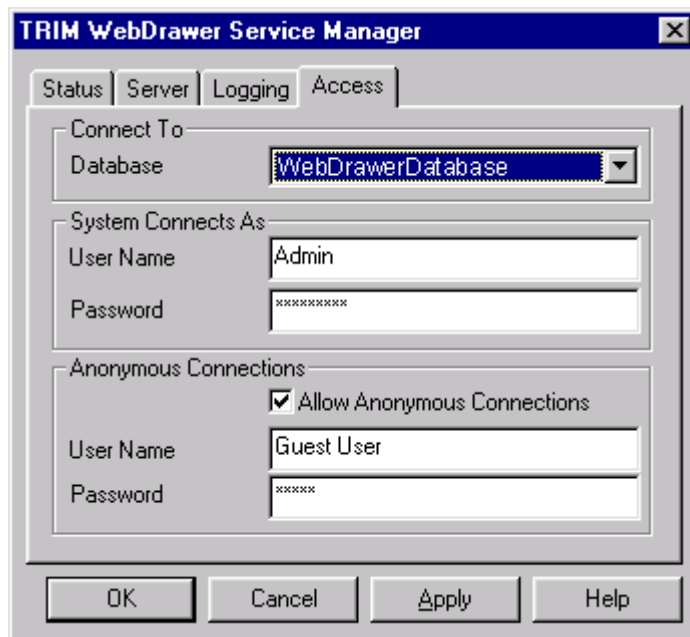 TRIM WebDrawer Service Manager
Status Server Logging Access
Connect To
Database WebDrawerDatabase
System Connects As
User Name Admin
Password *********
Anonymous Connections
Allow Anonymous Connections
User Name Guest User
Password *****
OK Cancel Apply Help